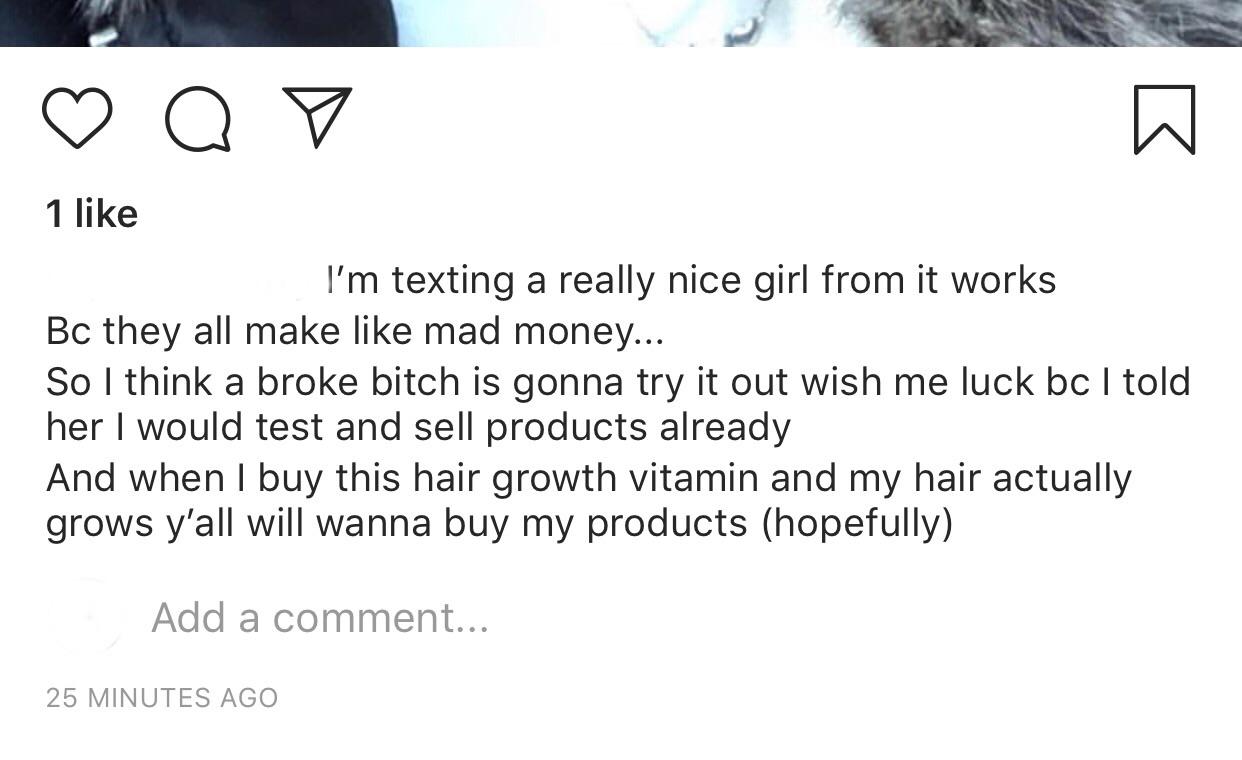 1 like
I’m texting a really nice girl from it works
Bc they all make like mad money...
So I think a broke bitch is gonna try it out wish me luck bc I told
her I would test and sell products already
And when I buy this hair growth vitamin and my hair actually
grows y’all will wanna buy my products (hopefully)
Add a comment...
25 MINUTES AGO